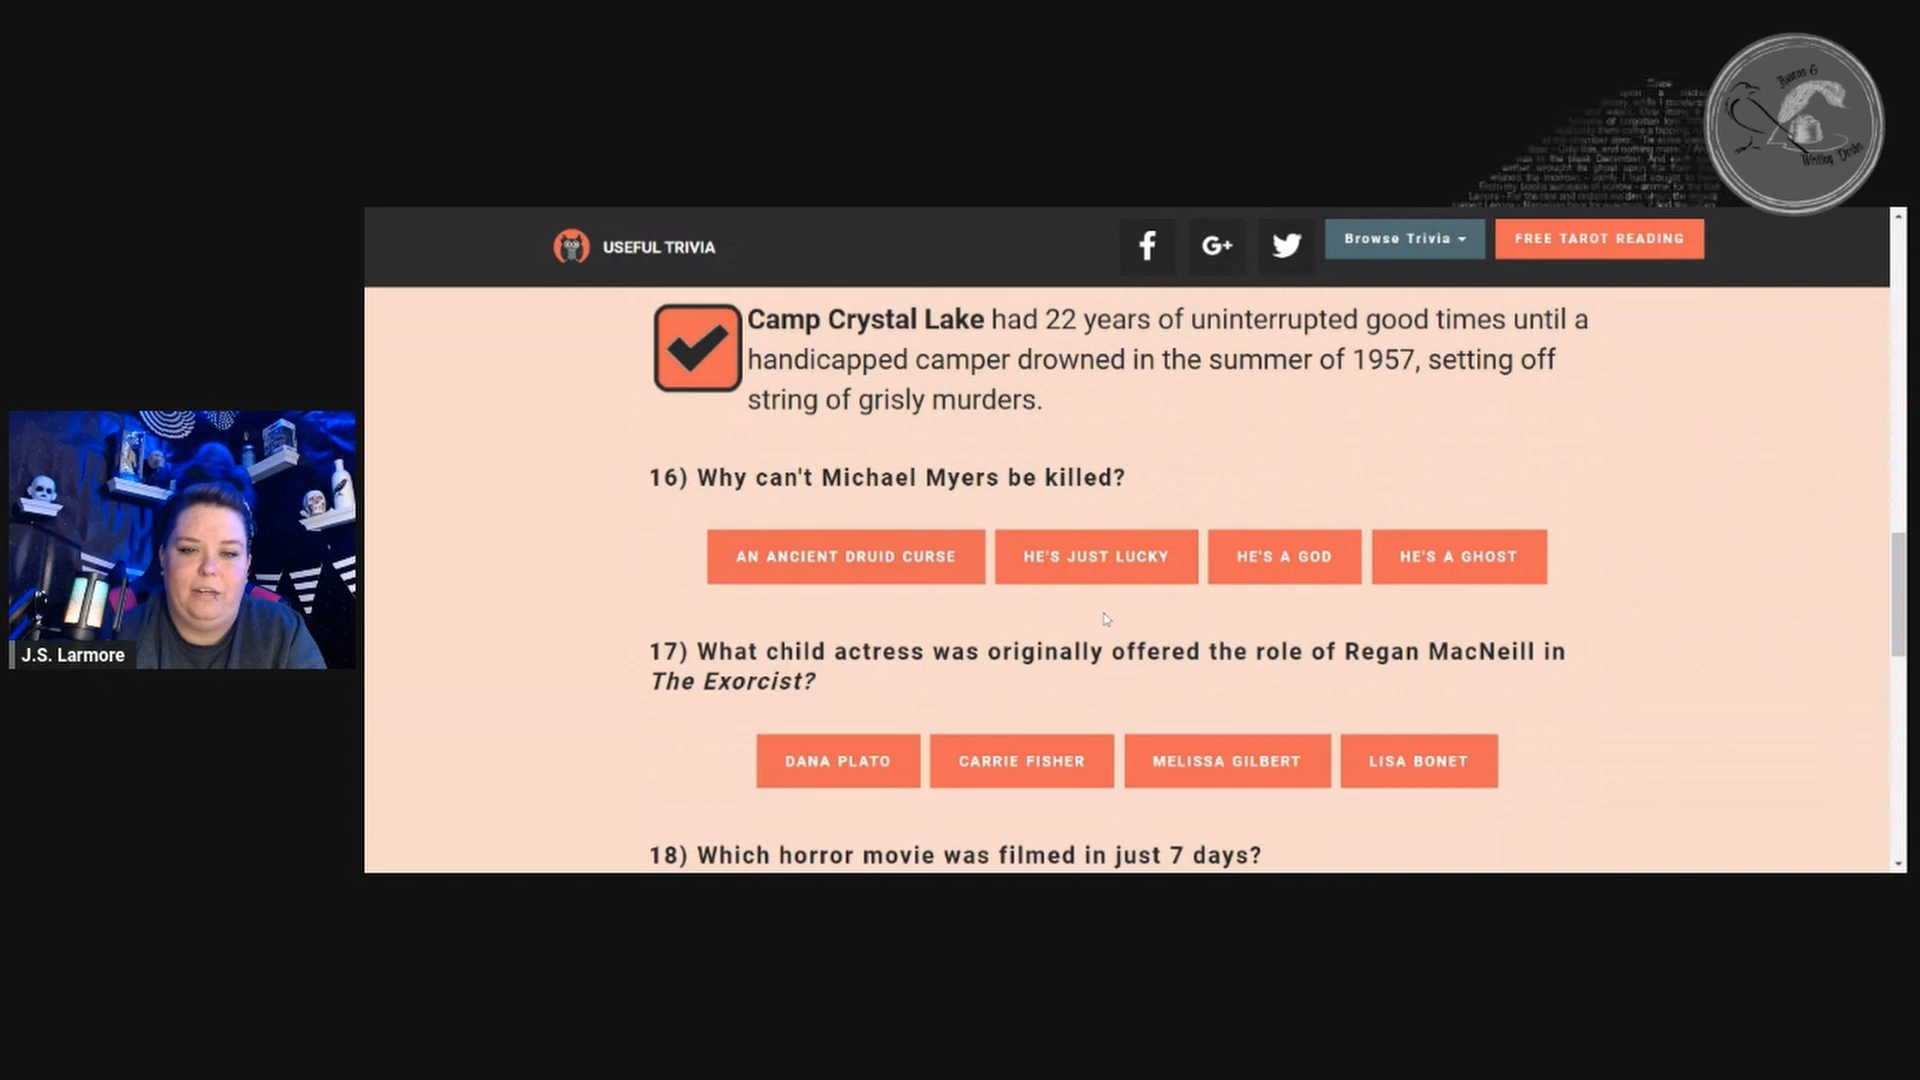 Ravens &
Writing Desks
USEFUL TRIVIA
G+
Browse Trivia
FREE TAROT READING
Camp Crystal Lake had 22 years of uninterrupted good times until a
handicapped camper drowned in the summer of 1957, setting off
string of grisly murders.
16) Why can't Michael Myers be killed?
AN ANCIENT DRUID CURSE
HE'S JUST LUCKY
HE'S A GOD
HE'S A GHOST
J.S. Larmore
17) What child actress was originally offered the role of Regan MacNeill in
The Exorcist?
DANA PLATO
CARRIE FISHER
MELISSA GILBERT
LISA BONET
18) Which horror movie was filmed in just 7 days?